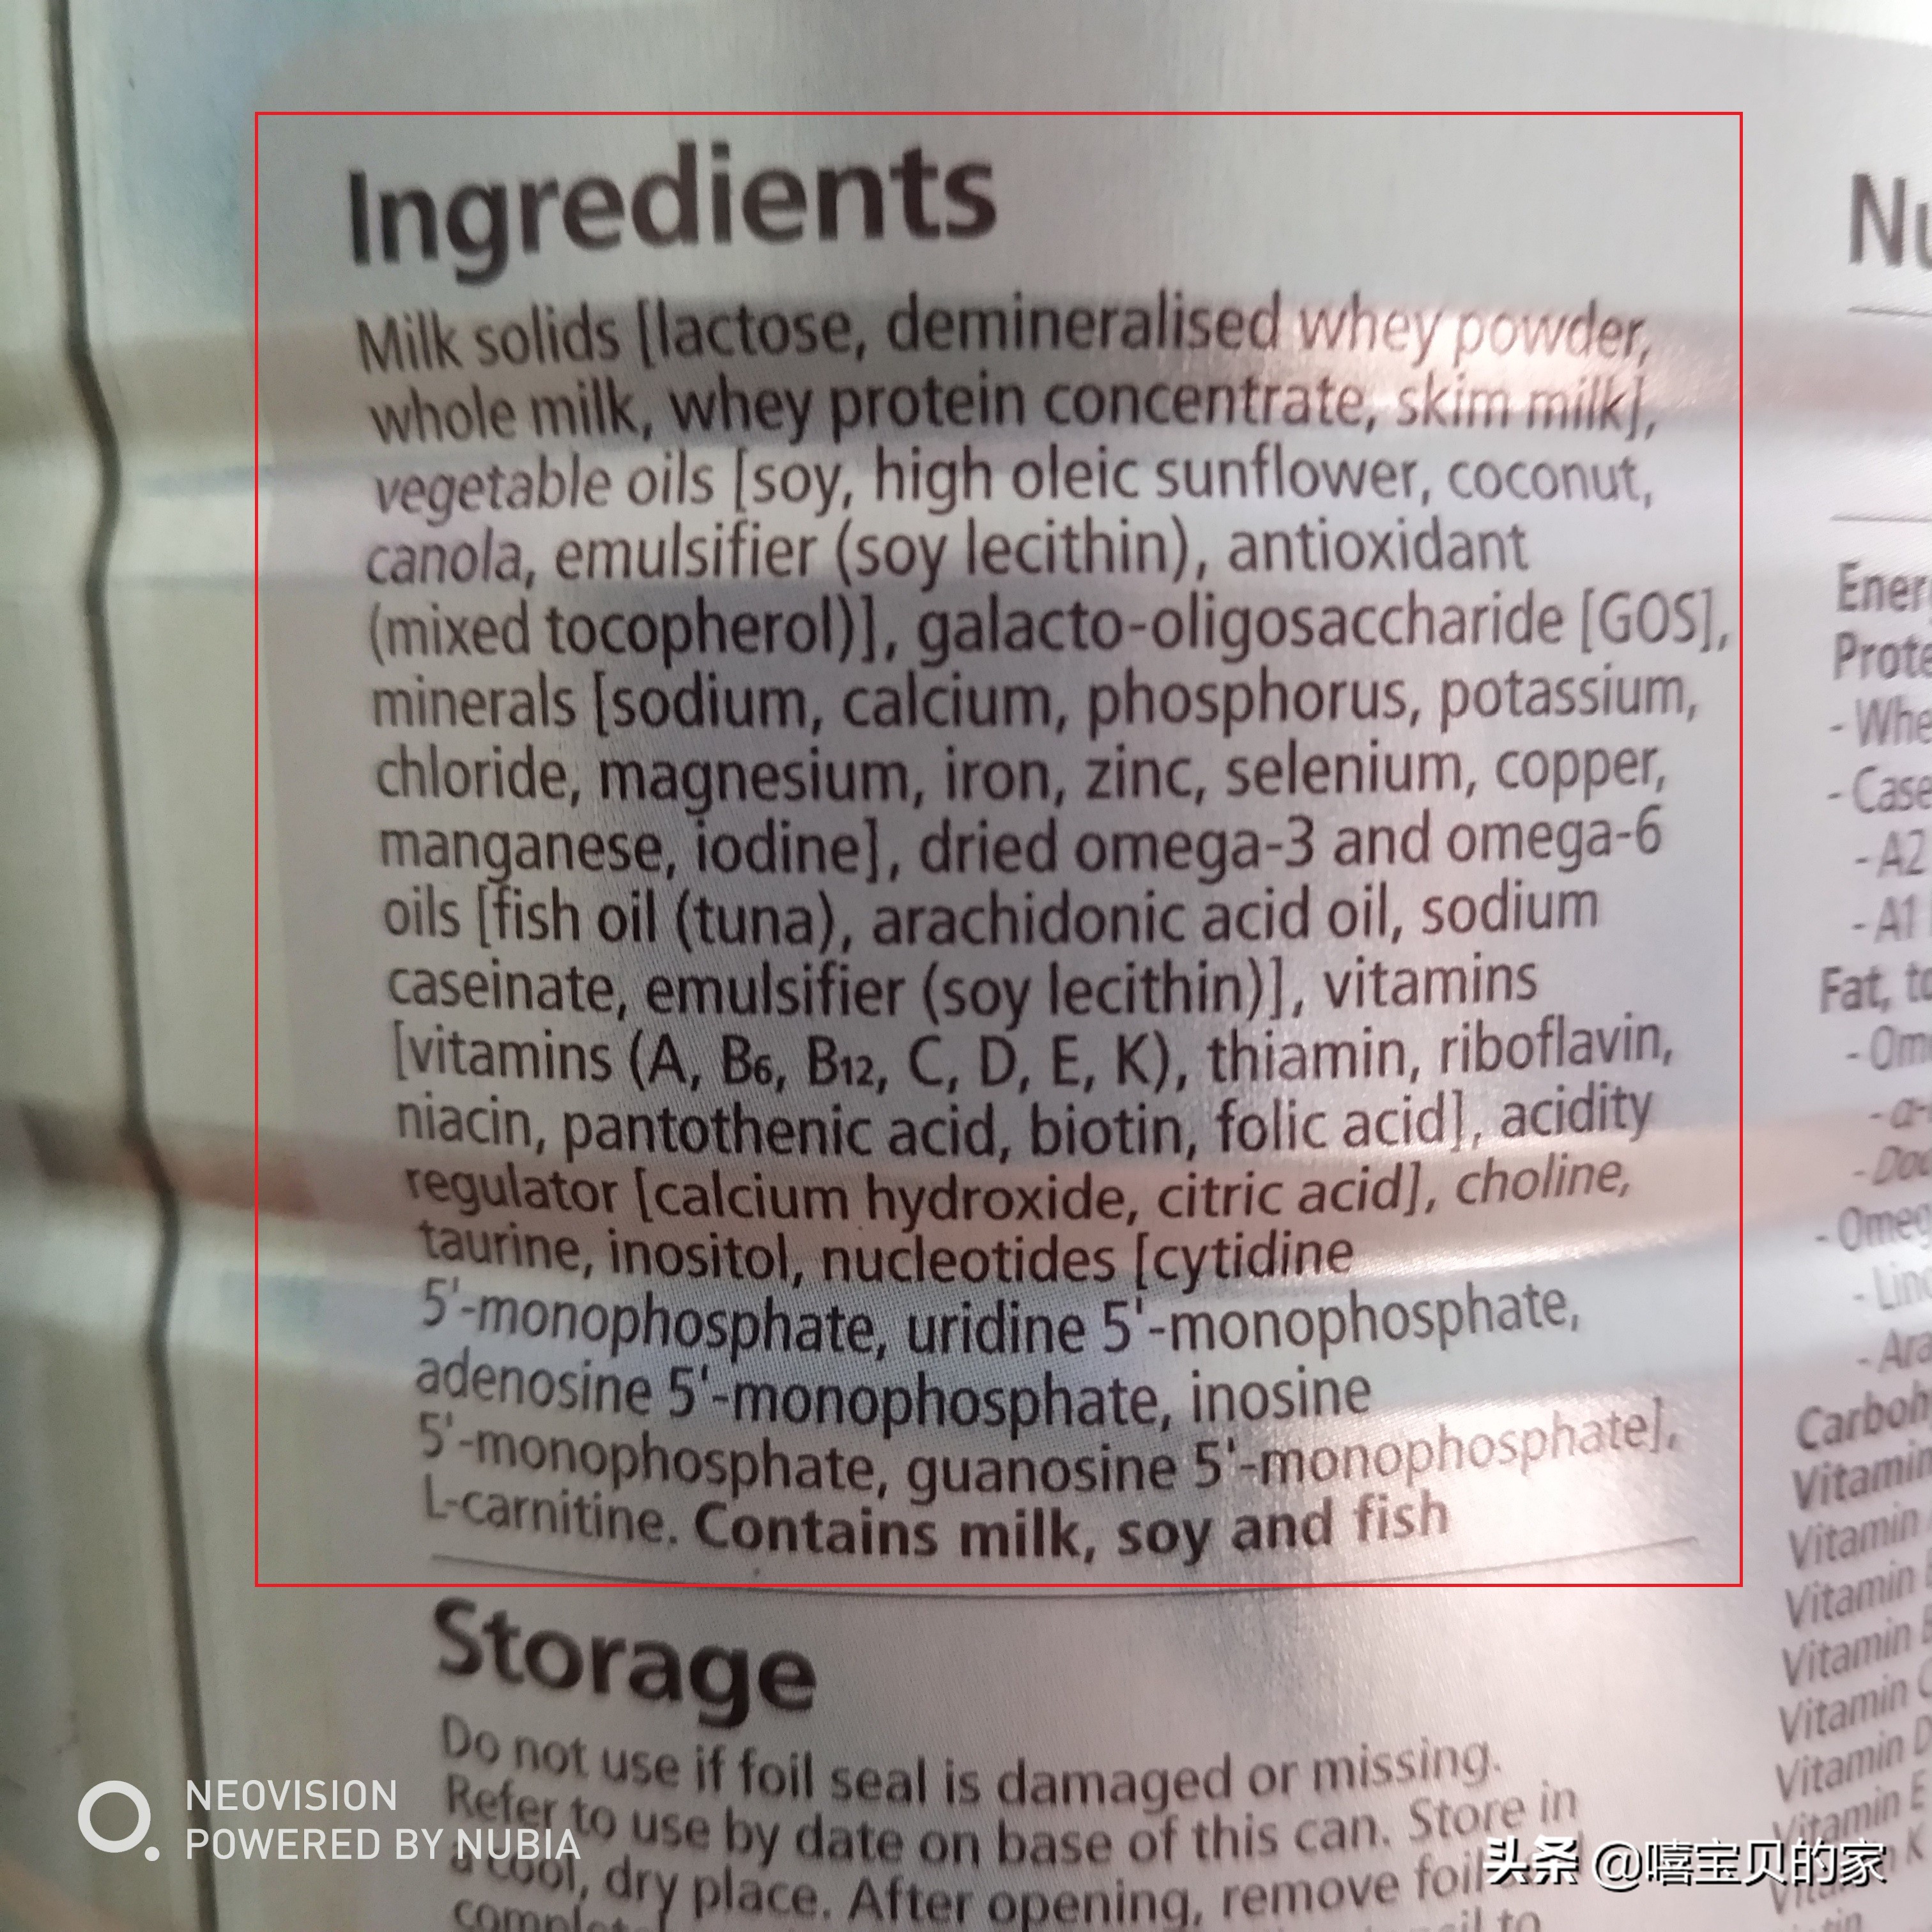 Ingredients
Milk solids [lactose, demineralised whey powder,
whole milk, whey protein concentrate, skim milk],
vegetable oils [soy, high oleic sunflower, coconut,
canola, emulsifier (soy lecithin), antioxidant
(mixed tocopherol)], galacto-oligosaccharide [GOS],
minerals [sodium, calcium, phosphorus, potassium,
chloride, magnesium, iron, zinc, selenium, copper,
manganese, iodine], dried omega-3 and omega-6
oils [fish oil (tuna), arachidonic acid oil, sodium
caseinate, emulsifier (soy lecithin)], vitamins
[vitamins (A, B6, B12, C, D, E, K), thiamin, riboflavin,
niacin, pantothenic acid, biotin, folic acid], acidity
regulator [calcium hydroxide, citric acid], choline,
taurine, inositol, nucleotides [cytidine
5'-monophosphate, uridine 5'-monophosphate,
adenosine 5'-monophosphate, inosine
5'-monophosphate, guanosine 5'-monophosphate],
L-carnitine. Contains milk, soy and fish
Storage
Do not use if foil seal is damaged or missing.
Refer to use by date on base of this can. Store in
a cool, dry place. After opening, remove foil
to
Nu
Ener
Prote
- Whe
- Case
- A2
- A1
Fat, to
- Om
- α-
- Doc
- Omeg
- Lino
- Ara
Carboh
Vitamin
Vitamin
Vitamin
Vitamin
Vitamin C
Vitamin D
Vitamin E
K
NEOVISION
POWERED BY NUBIA
头条 @嘻宝贝的家